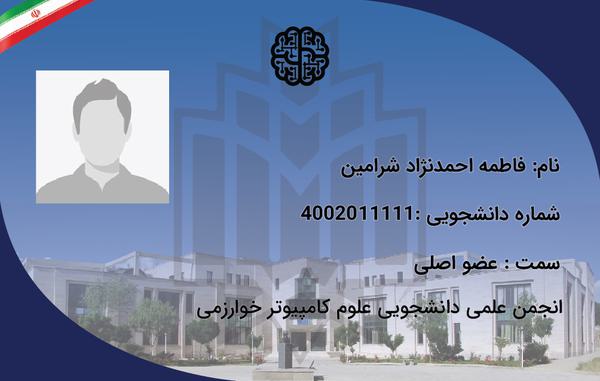 نام: فاطمه احمدنژاد شرامین
شماره دانشجویی :4002011111
سمت : عضو اصلی
انجمن علمی دانشجویی علوم کامپیوتر خوارزمی